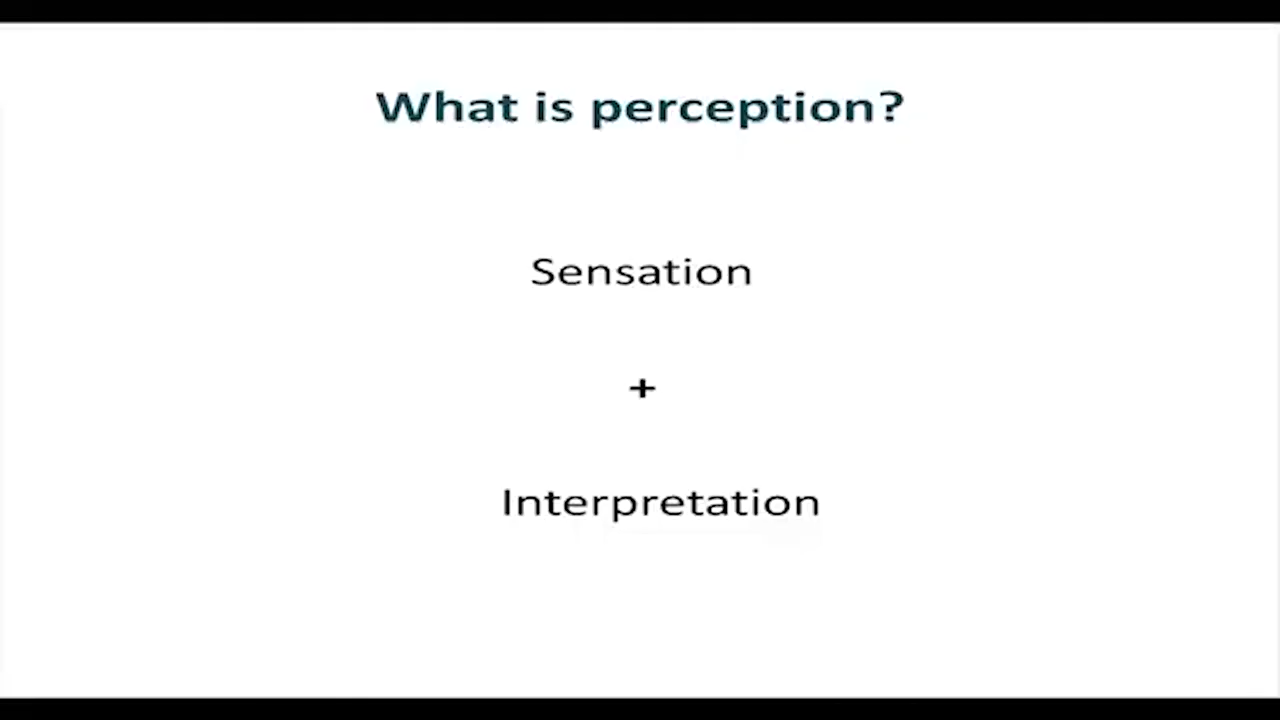 What is perception?
Sensation
+
Interpretation